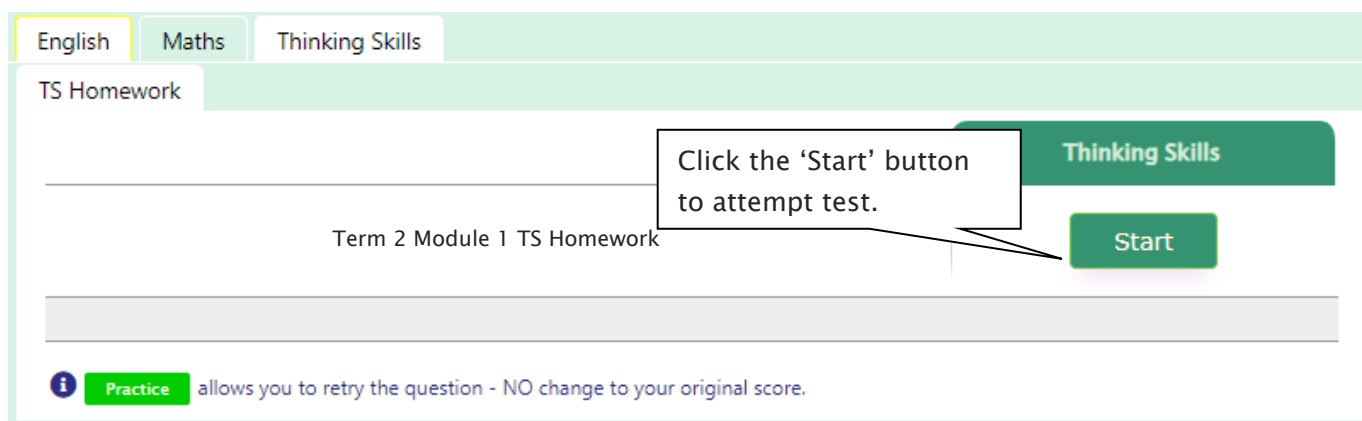 English Maths Thinking Skills
TS Homework
Thinking Skills
Click the ‘Start’ button
to attempt test.
Term 2 Module 1 TS Homework
Start
Practice allows you to retry the question - NO change to your original score.